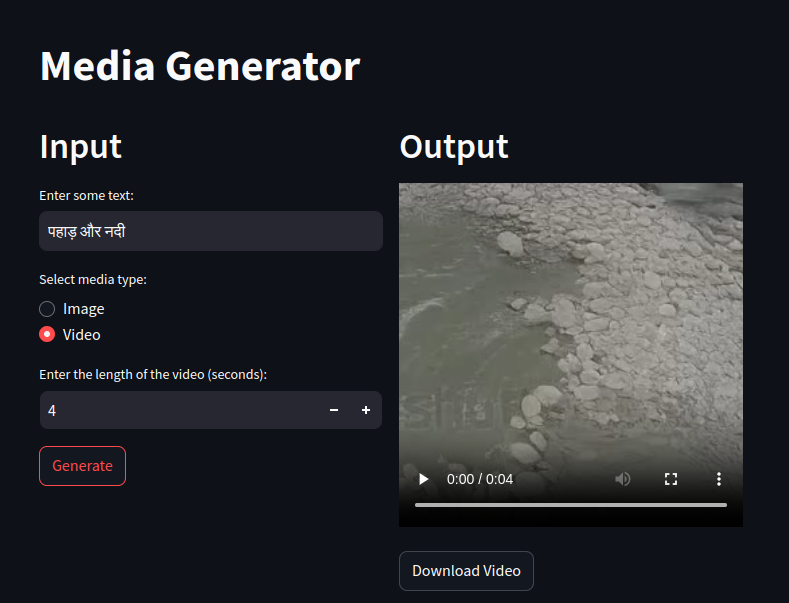 Media Generator
Input
Enter some text:
पहाड़ और नदी
Select media type:
Image
Video
Enter the length of the video (seconds):
4
Generate
Output
0:00 / 0:04
Download Video